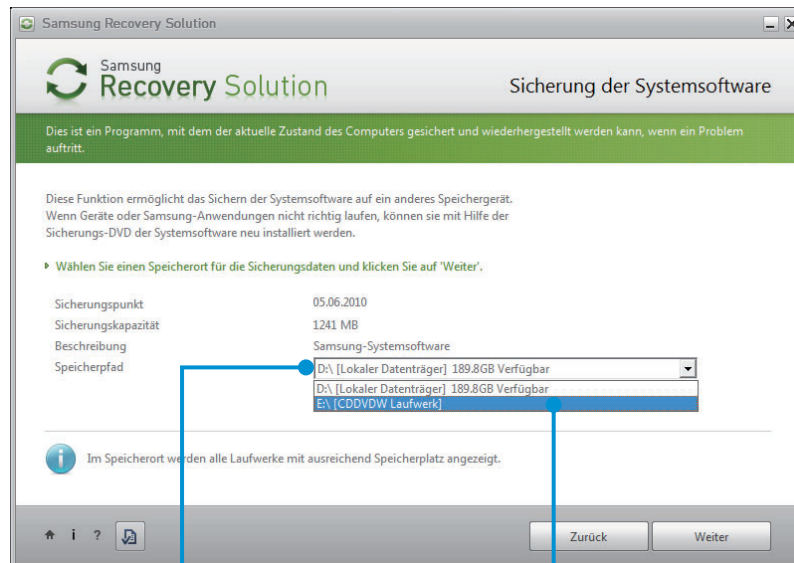 Samsung Recovery Solution
Samsung
Recovery Solution
Sicherung der Systemsoftware
Dies ist ein Programm, mit dem der aktuelle Zustand des Computers gesichert und wiederhergestellt werden kann, wenn ein Problem
auftritt.
Diese Funktion ermöglicht das Sichern der Systemsoftware auf ein anderes Speichergerät.
Wenn Geräte oder Samsung-Anwendungen nicht richtig laufen, können sie mit Hilfe der
Sicherungs-DVD der Systemsoftware neu installiert werden.
Wählen Sie einen Speicherort für die Sicherungsdaten und klicken Sie auf 'Weiter'.
Sicherungspunkt 05.06.2010
Sicherungskapazität 1241 MB
Beschreibung Samsung-Systemsoftware
Speicherpfad D:\ [Lokaler Datenträger] 189.8GB Verfügbar
D:\ [Lokaler Datenträger] 189.8GB Verfügbar
E:\ [CDDVDW Laufwerk]
Im Speicherort werden alle Laufwerke mit ausreichend Speicherplatz angezeigt.
i ? Zurück Weiter